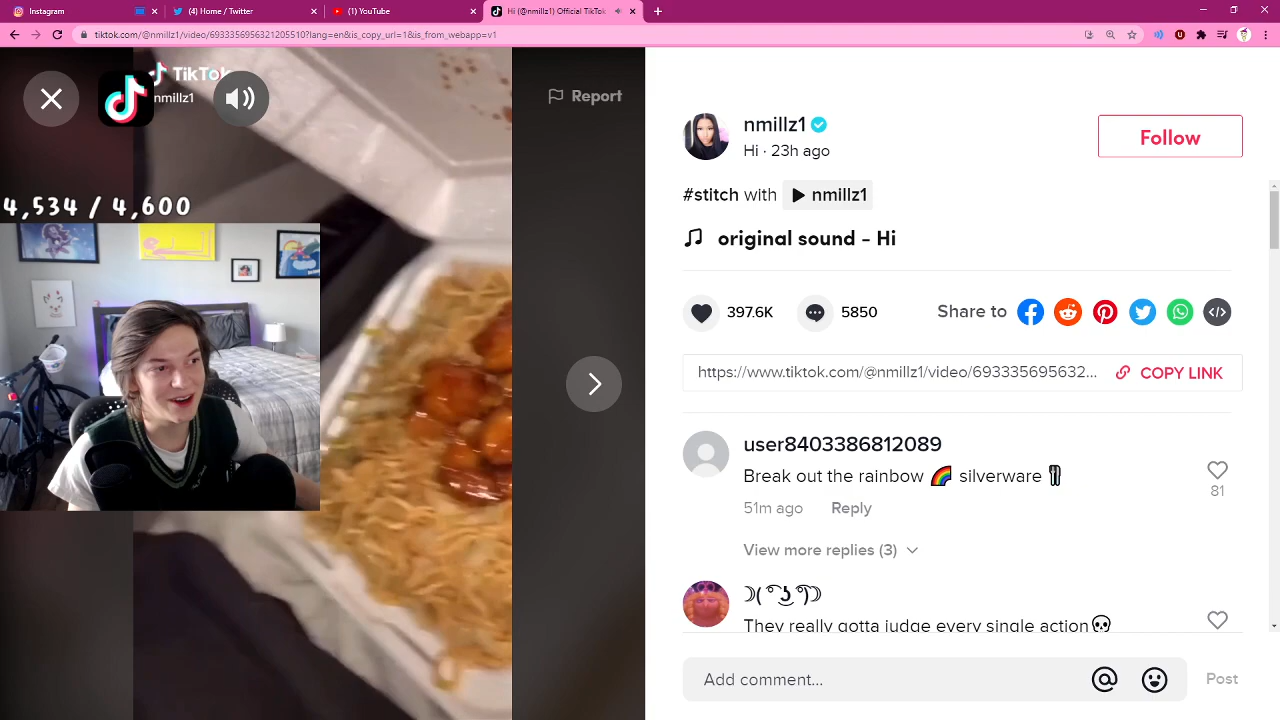 Instagram
(4) Home / Twitter
(1) YouTube
Hi (@nmillz1) Official TikTok
tiktok.com/@nmillz1/video/6933356956321205510?lang=en&is_copy_url=1&is_from_webapp=v1
TikTok
nmillz1
Report
4,534 / 4,600
nmillz1
Hi · 23h ago
Follow
#stitch with nmillz1
original sound - Hi
397.6K
5850
Share to
https://www.tiktok.com/@nmillz1/video/693335695632...
COPY LINK
user8403386812089
Break out the rainbow 🌈 silverware 🍴
81
51m ago
Reply
View more replies (3)
☽( ͡° ͜ʖ ͡°)☽
They really gotta judge every single action💀
Add comment...
Post